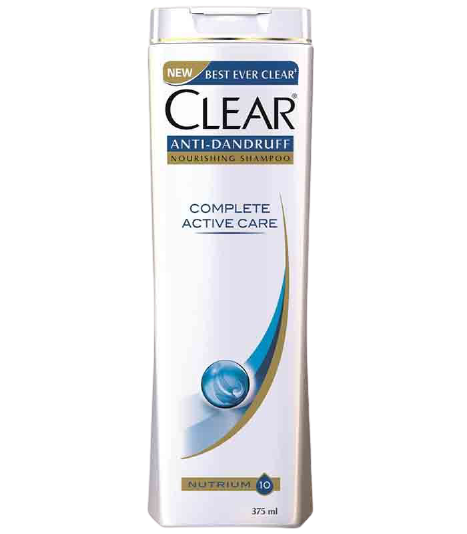 NEW BEST EVER CLEAR†
CLEAR®
ANTI-DANDRUFF
NOURISHING SHAMPOO
COMPLETE
ACTIVE CARE
NUTRIUM 10
375 ml